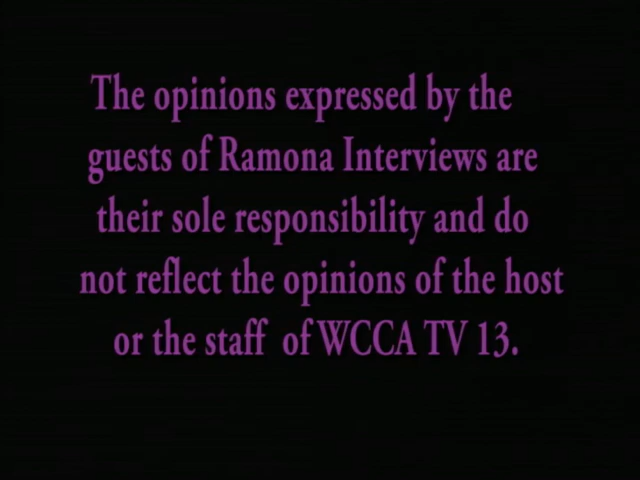 The opinions expressed by the
guests of Ramona Interviews are
their sole responsibility and do
not reflect the opinions of the host
or the staff of WCCA TV 13.